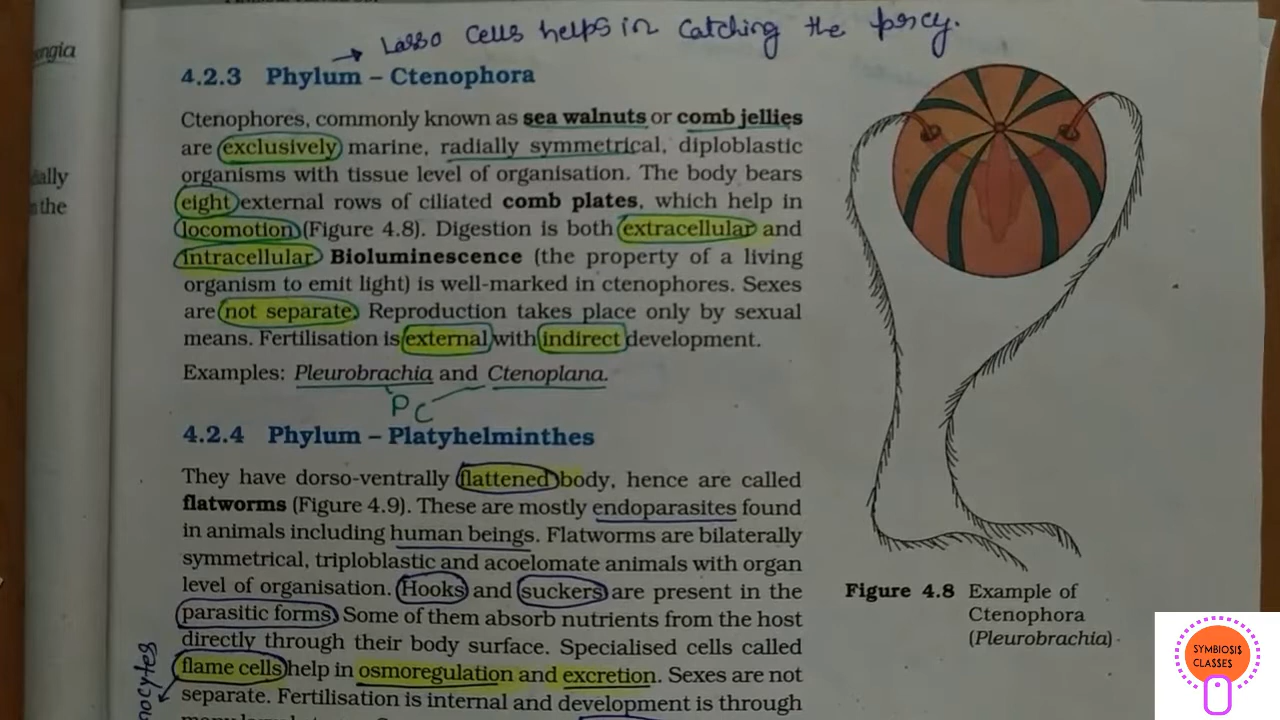 Lasso Cells helps in Catching the prey.
engia
4.2.3 Phylum – Ctenophora
Ctenophores, commonly known as sea walnuts or comb jellies
are exclusively marine, radially symmetrical, diploblastic
organisms with tissue level of organisation. The body bears
eight external rows of ciliated comb plates, which help in
locomotion (Figure 4.8). Digestion is both extracellular and
intracellular. Bioluminescence (the property of a living
organism to emit light) is well-marked in ctenophores. Sexes
are not separate. Reproduction takes place only by sexual
means. Fertilisation is external with indirect development.
Examples: Pleurobrachia and Ctenoplana.
P C
4.2.4 Phylum – Platyhelminthes
They have dorso-ventrally flattened body, hence are called
flatworms (Figure 4.9). These are mostly endoparasites found
in animals including human beings. Flatworms are bilaterally
symmetrical, triploblastic and acoelomate animals with organ
level of organisation. Hooks and suckers are present in the
parasitic forms. Some of them absorb nutrients from the host
directly through their body surface. Specialised cells called
flame cells help in osmoregulation and excretion. Sexes are not
separate. Fertilisation is internal and development is through
nocytes
Figure 4.8 Example of
Ctenophora
(Pleurobrachia)
SYMBIOSIS
CLASSES